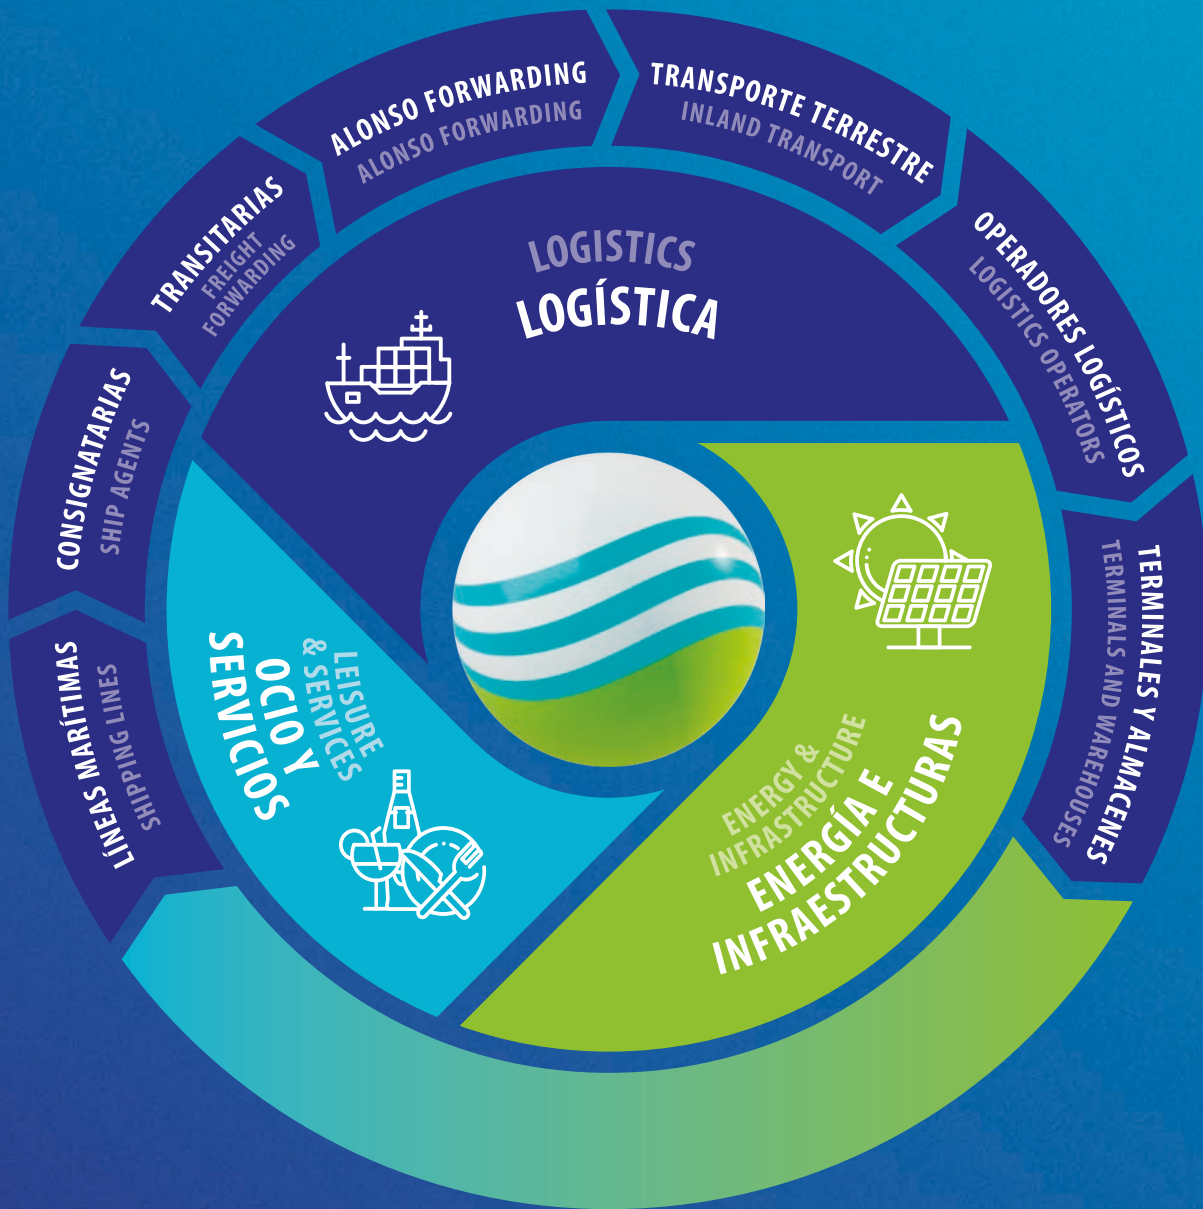 ALONSO FORWARDING
ALONSO FORWARDING
TRANSPORTE TERRESTRE
INLAND TRANSPORT
OPERADORES LOGÍSTICOS
LOGISTICS OPERATORS
TERMINALES Y ALMACENES
TERMINALS AND WAREHOUSES
TRANSITARIAS
FREIGHT
FORWARDING
CONSIGNATARIAS
SHIP AGENTS
LÍNEAS MARÍTIMAS
SHIPPING LINES
LOGISTICS
LOGÍSTICA
LEISURE
& SERVICES
OCIO Y
SERVICIOS
ENERGY &
INFRASTRUCTURE
ENERGÍA E
INFRAESTRUCTURAS